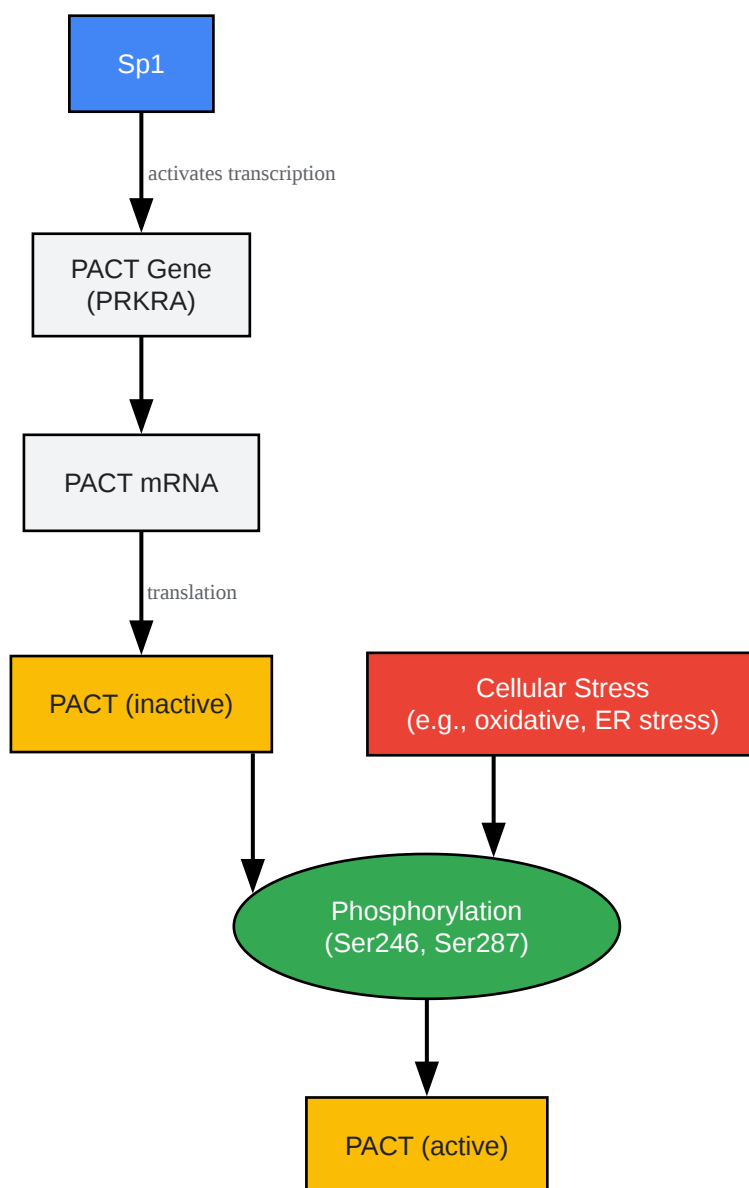 Sp1
activates transcription
PACT Gene
(PRKRA)
PACT mRNA
translation
PACT (inactive)
Cellular Stress
(e.g., oxidative, ER stress)
Phosphorylation
(Ser246, Ser287)
PACT (active)